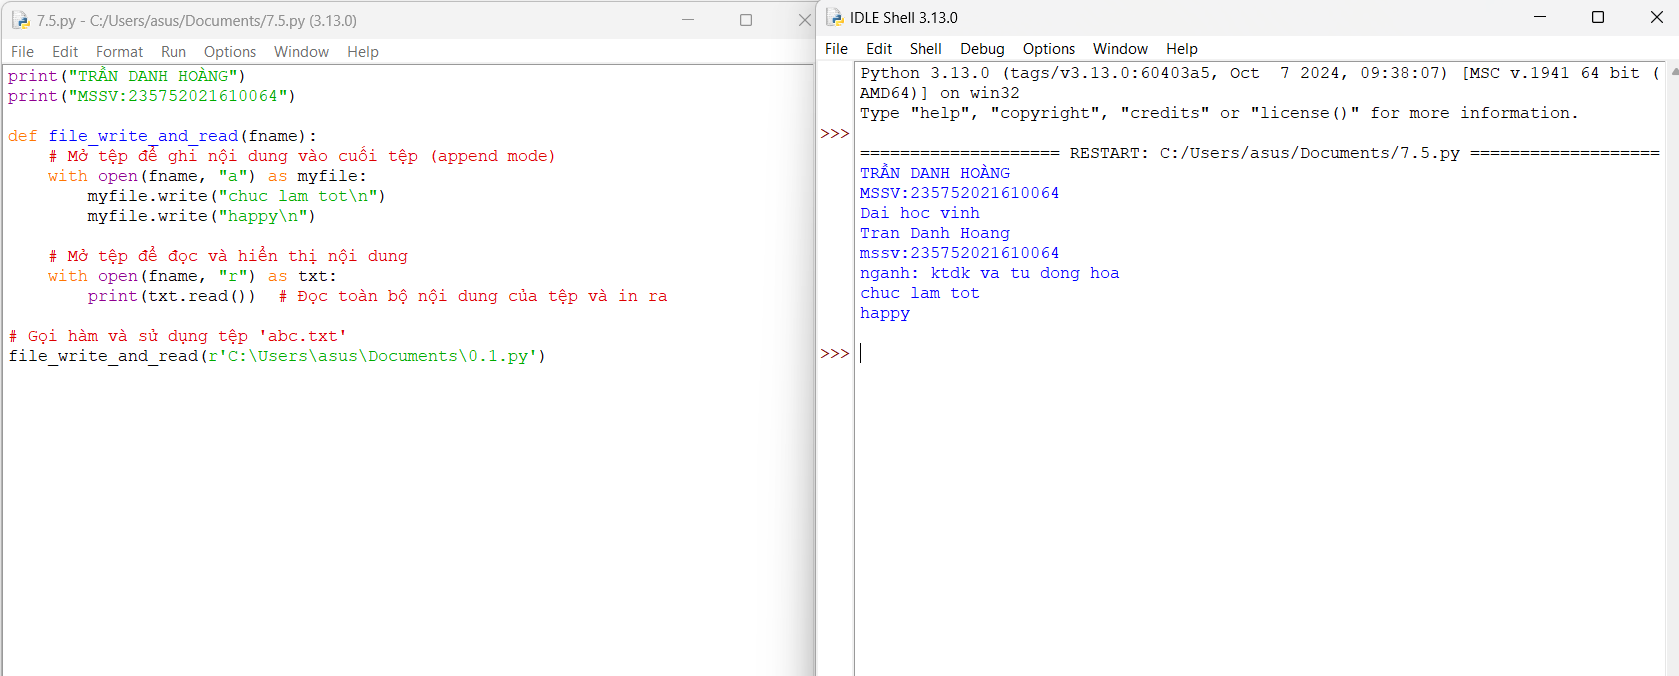 7.5.py - C:/Users/asus/Documents/7.5.py (3.13.0)
File Edit Format Run Options Window Help
print("TRẦN DANH HOÀNG")
print("MSSV:235752021610064")
def file_write_and_read(fname):
    # Mở tệp để ghi nội dung vào cuối tệp (append mode)
    with open(fname, "a") as myfile:
        myfile.write("chuc lam tot\n")
        myfile.write("happy\n")
    # Mở tệp để đọc và hiển thị nội dung
    with open(fname, "r") as txt:
        print(txt.read())  # Đọc toàn bộ nội dung của tệp và in ra
# Gọi hàm và sử dụng tệp 'abc.txt'
file_write_and_read(r'C:\Users\asus\Documents\0.1.py')
IDLE Shell 3.13.0
File Edit Shell Debug Options Window Help
Python 3.13.0 (tags/v3.13.0:60403a5, Oct  7 2024, 09:38:07) [MSC v.1941 64 bit (
AMD64)] on win32
Type "help", "copyright", "credits" or "license()" for more information.
>>>
==================== RESTART: C:/Users/asus/Documents/7.5.py ===================
TRẦN DANH HOÀNG
MSSV:235752021610064
Dai hoc vinh
Tran Danh Hoang
mssv:235752021610064
nganh: ktdk va tu dong hoa
chuc lam tot
happy
>>>